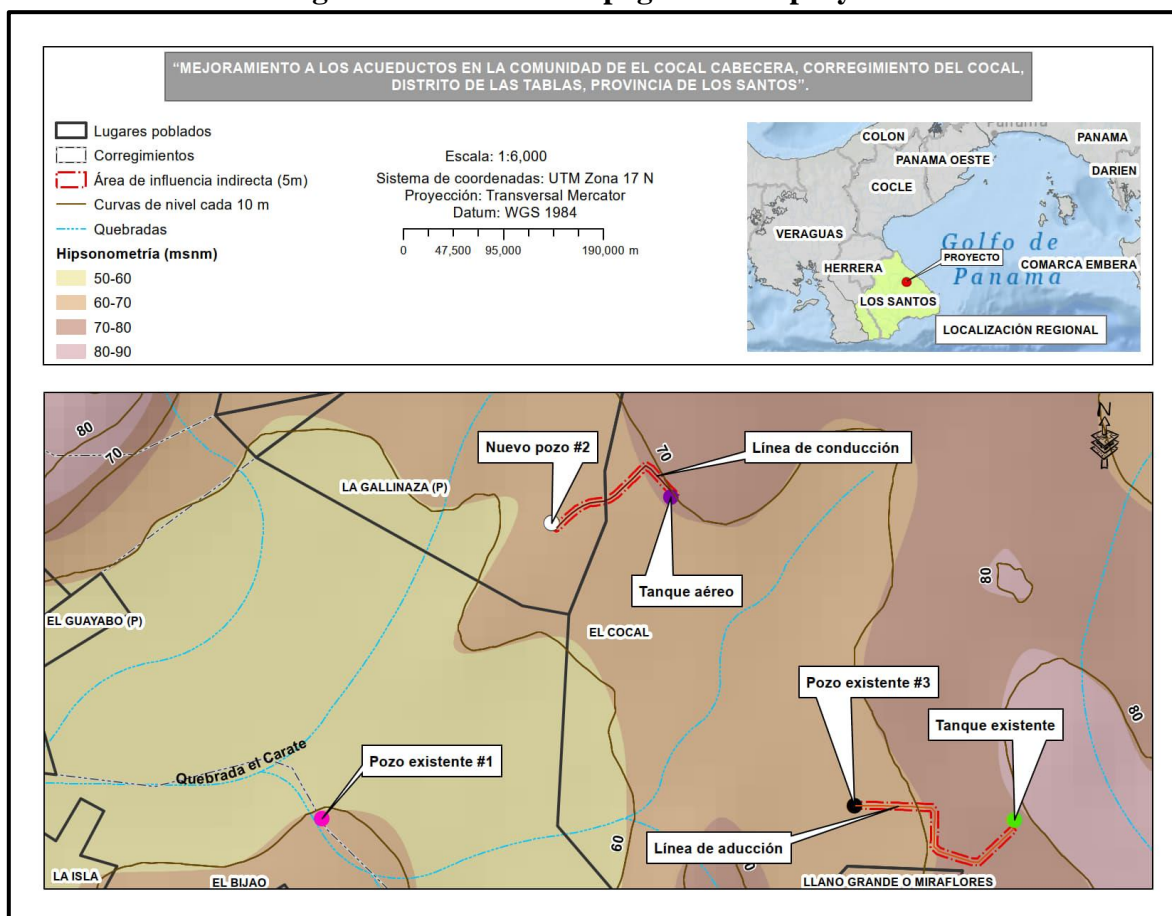 “MEJORAMIENTO A LOS ACUEDUCTOS EN LA COMUNIDAD DE EL COCAL CABECERA, CORREGIMIENTO DEL COCAL,
DISTRITO DE LAS TABLAS, PROVINCIA DE LOS SANTOS”.
Lugares poblados
Corregimientos
Área de influencia indirecta (5m)
Curvas de nivel cada 10 m
Quebradas
Hipsonometría (msnm)
50-60
60-70
70-80
80-90
Escala: 1:6,000
Sistema de coordenadas: UTM Zona 17 N
Proyección: Transversal Mercator
Datum: WGS 1984
0 47,500 95,000 190,000 m
COLON
PANAMA
PANAMA OESTE
DARIEN
COCLE
VERAGUAS
Golfo de
Panama
PROYECTO
HERRERA
COMARCA EMBERA
LOS SANTOS
LOCALIZACIÓN REGIONAL
80
70
Nuevo pozo #2
70
Línea de conducción
N
LA GALLINAZA (P)
Tanque aéreo
80
EL GUAYABO (P)
EL COCAL
Pozo existente #3
Tanque existente
80
Quebrada el Carate
Pozo existente #1
60
Línea de aducción
LA ISLA
EL BIJAO
LLANO GRANDE O MIRAFLORES